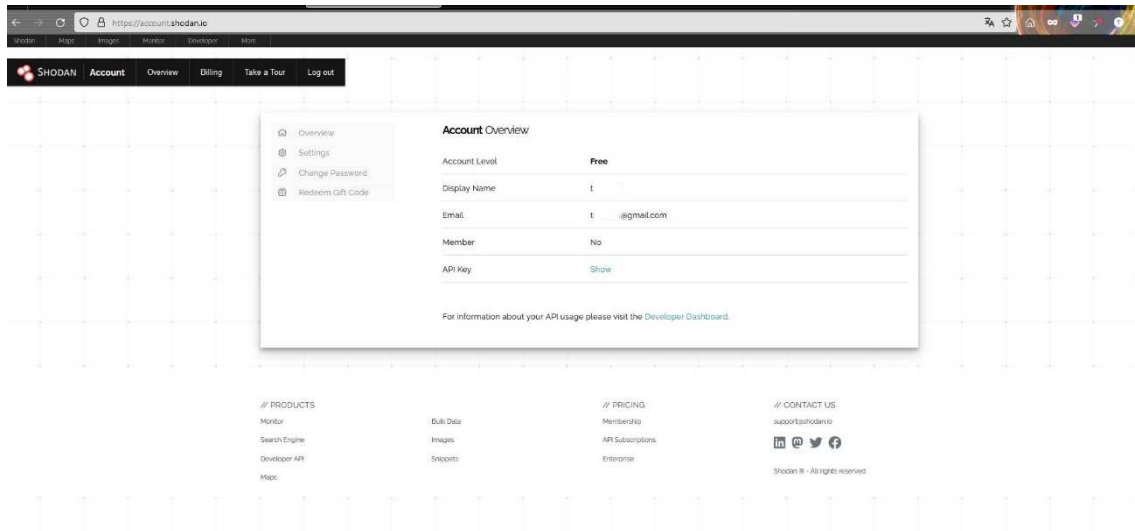 https://account.shodan.io
Shodan Maps Images Monitor Developer More
SHODAN Account Overview Billing Take a Tour Log out
Overview
Settings
Change Password
Redeem Gift Code
Account Overview
Account Level Free
Display Name t
Email t @gmail.com
Member No
API Key Show
For information about your API usage please visit the Developer Dashboard.
// PRODUCTS
Monitor
Search Engine
Developer API
Maps
Bulk Data
Images
Snippets
// PRICING
Membership
API Subscriptions
Enterprise
// CONTACT US
support@shodan.io
Shodan ® - All rights reserved